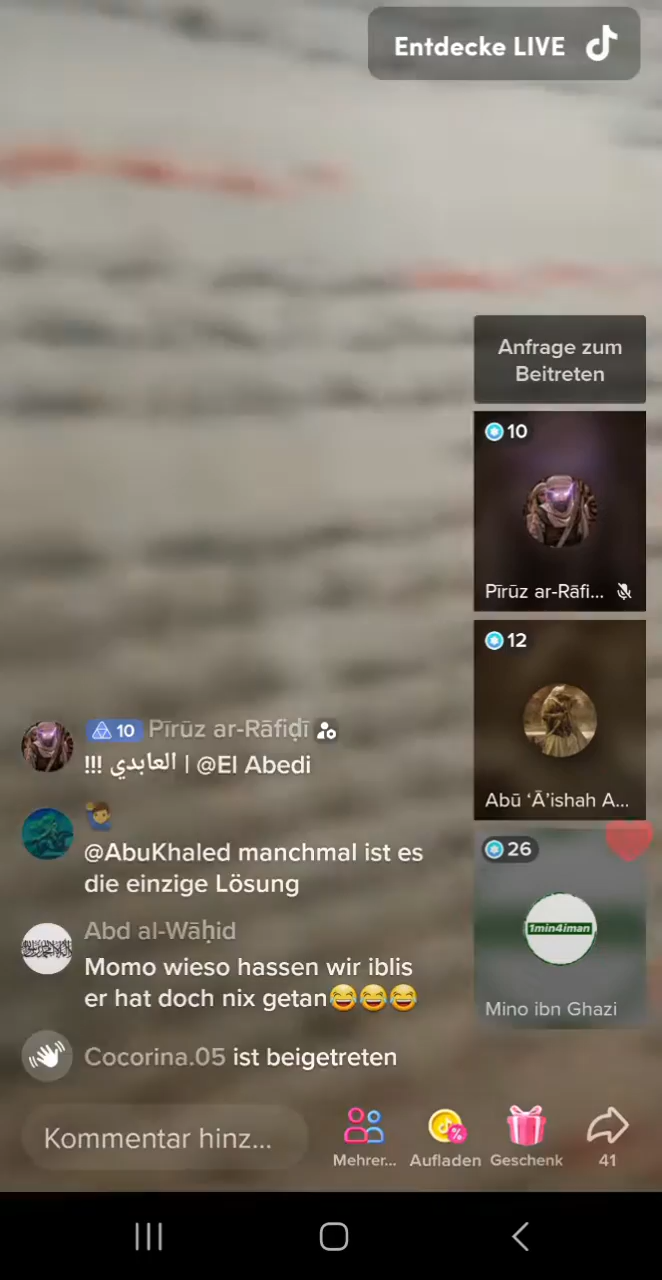 Entdecke LIVE
Anfrage zum
Beitreten
10
Pīrūz ar-Rāfi...
12
Abū ‘Ā’ishah A...
26
1min4iman
Mino ibn Ghazi
10 Pīrūz ar-Rāfiḍī
!!! العابدي | @El Abedi
@AbuKhaled manchmal ist es
die einzige Lösung
Abd al-Wāḥid
Momo wieso hassen wir iblis
er hat doch nix getan😂😂😂
Cocorina.05 ist beigetreten
Kommentar hinz...
Mehrer...
Aufladen
Geschenk
41